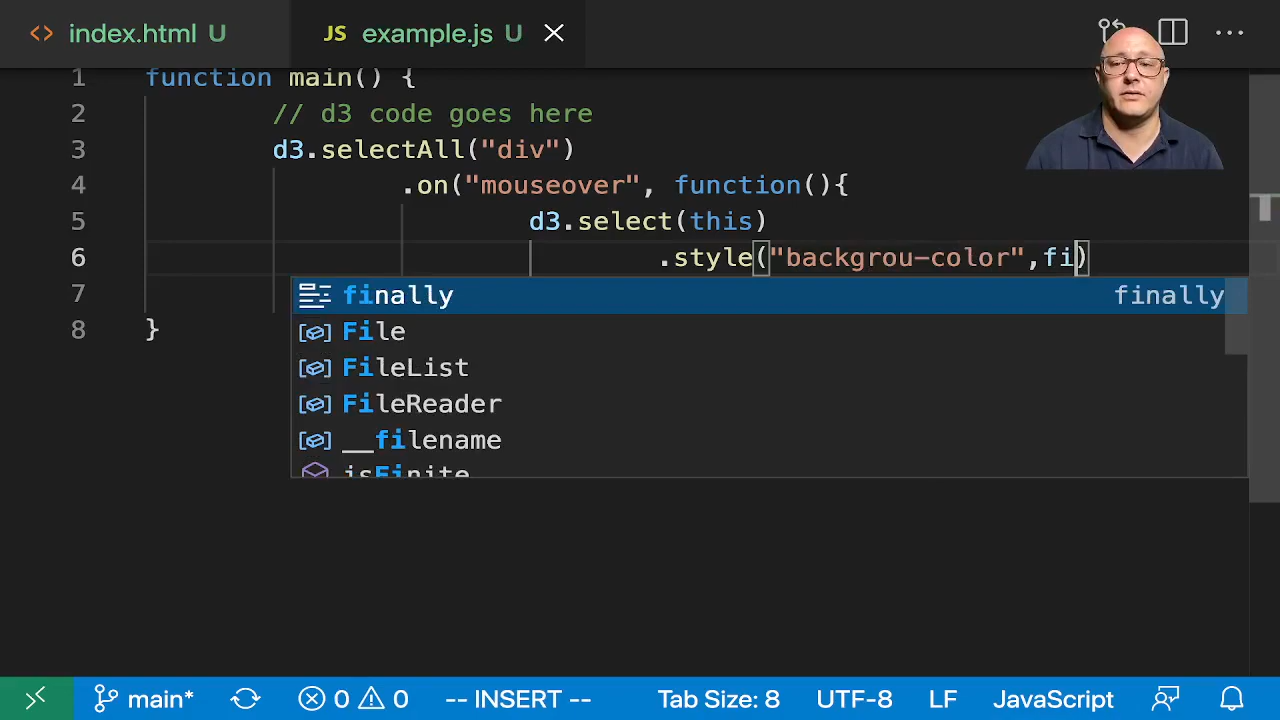 <> index.html U JS example.js U
1 function main() {
2 // d3 code goes here
3 d3.selectAll("div")
4 .on("mouseover", function(){
5 d3.select(this)
6 .style("backgrou-color",fi)
7 finally finally
8 } File
FileList
FileReader
__filename
isFinite
main* 0 0 -- INSERT -- Tab Size: 8 UTF-8 LF JavaScript